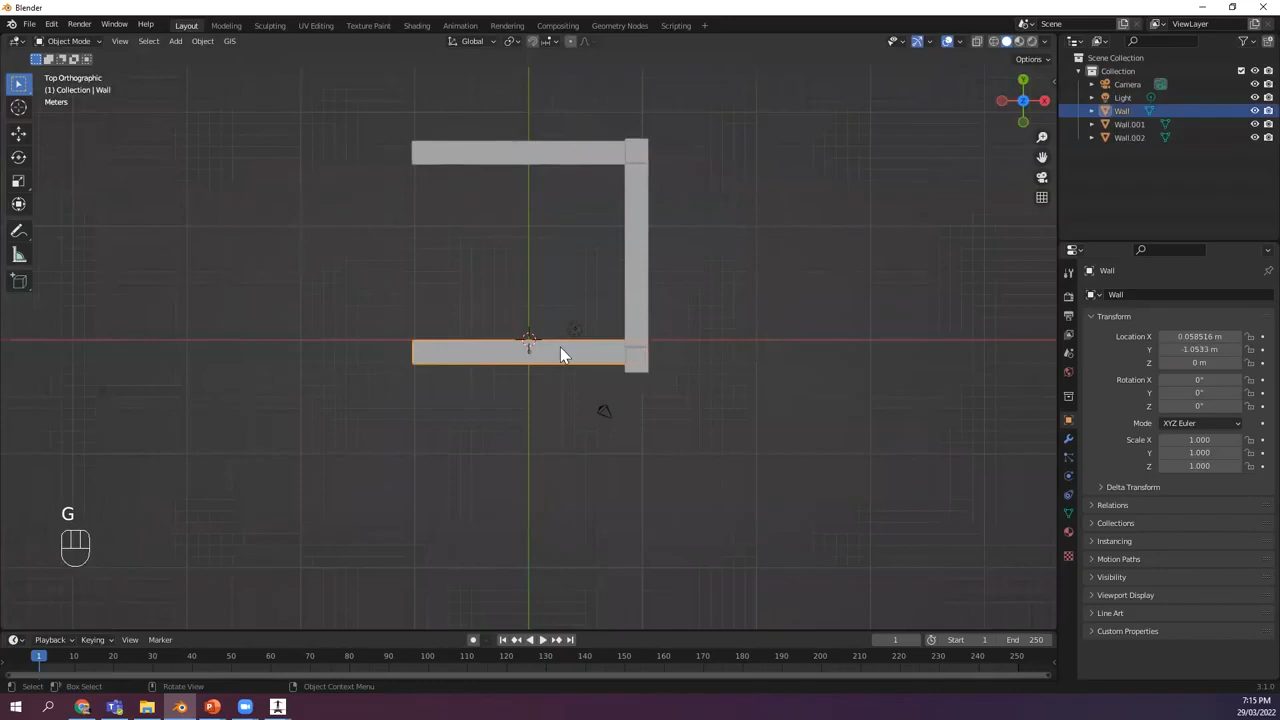 Blender
File Edit Render Window Help
Layout Modeling Sculpting UV Editing Texture Paint Shading Animation Rendering Compositing Geometry Nodes Scripting +
Scene ViewLayer
Object Mode View Select Add Object GIS Global
Options
Top Orthographic
(1) Collection | Wall
Meters
Y
Z
X
Scene Collection
Collection
Camera
Light
Wall
Wall.001
Wall.002
Wall
Wall
Transform
Location X 0.058516 m
Y -1.0533 m
Z 0 m
Rotation X 0°
Y 0°
Z 0°
Mode XYZ Euler
Scale X 1.000
Y 1.000
Z 1.000
Delta Transform
Relations
Collections
Instancing
Motion Paths
Visibility
Viewport Display
Line Art
Custom Properties
G
Playback Keying View Marker 1 Start 1 End 250
1 10 20 30 40 50 60 70 80 90 100 110 120 130 140 150 160 170 180 190 200 210 220 230 240 250
Select Box Select Rotate View Object Context Menu 3.1.0
7:15 PM
29/03/2022